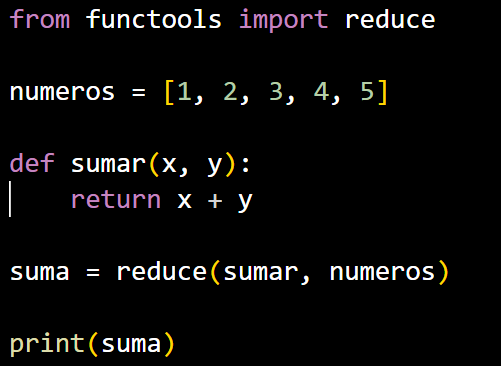 from functools import reduce
numeros = [1, 2, 3, 4, 5]
def sumar(x, y):
    return x + y
suma = reduce(sumar, numeros)
print(suma)